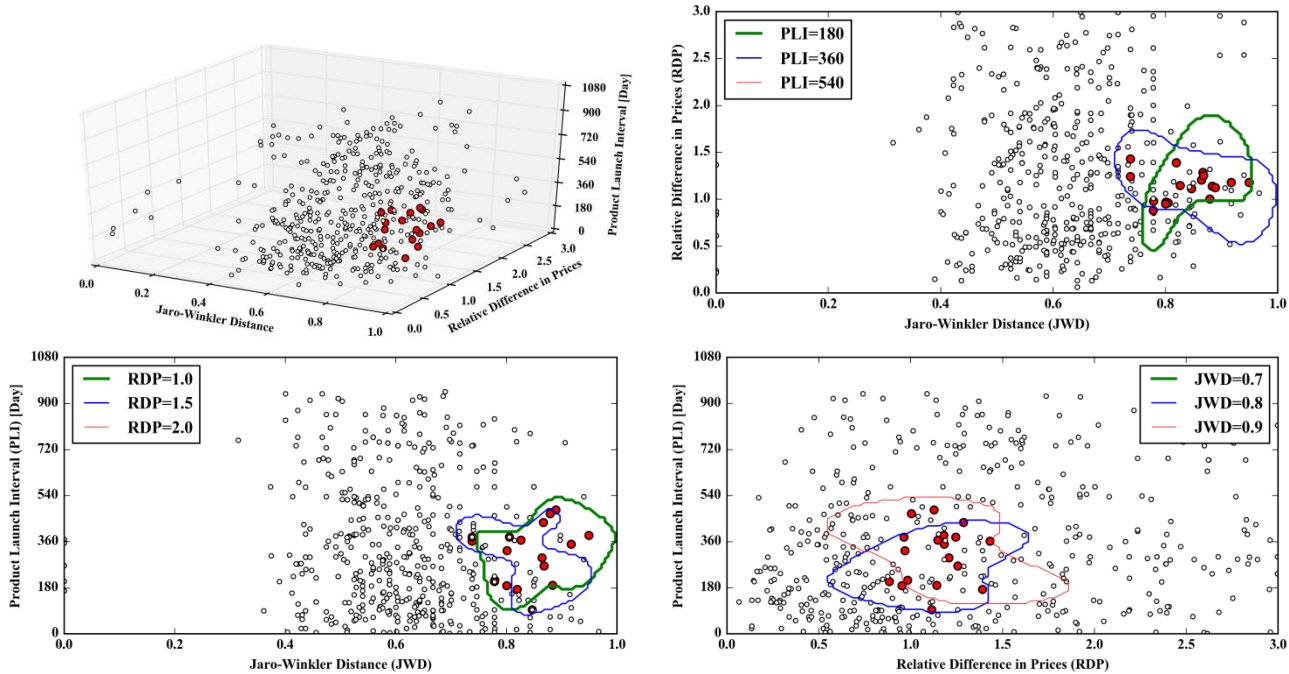 1080
900
720
540
360
180
0
Product Launch Interval [Day]
3.0
2.5
2.0
1.5
1.0
0.5
0.0
Relative Difference in Prices
0.0
0.2
0.4
0.6
0.8
1.0
Jaro-Winkler Distance
3.0
2.5
2.0
1.5
1.0
0.5
0.0
Relative Difference in Prices (RDP)
PLI=180
PLI=360
PLI=540
0.0 0.2 0.4 0.6 0.8 1.0
Jaro-Winkler Distance (JWD)
1080
900
720
540
360
180
0
Product Launch Interval (PLI) [Day]
RDP=1.0
RDP=1.5
RDP=2.0
0.0 0.2 0.4 0.6 0.8 1.0
Jaro-Winkler Distance (JWD)
1080
900
720
540
360
180
0
Product Launch Interval (PLI) [Day]
JWD=0.7
JWD=0.8
JWD=0.9
0.0 0.5 1.0 1.5 2.0 2.5 3.0
Relative Difference in Prices (RDP)